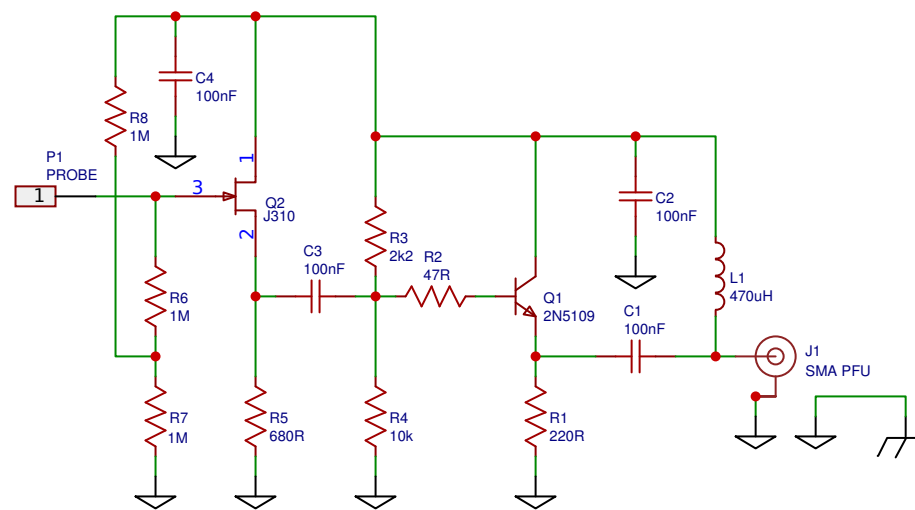 C4
100nF
R8
1M
P1
PROBE
1
1
3
Q2
J310
2
C3
100nF
R3
2k2
R2
47R
C2
100nF
L1
470uH
R6
1M
Q1
2N5109
C1
100nF
J1
SMA PFU
R7
1M
R5
680R
R4
10k
R1
220R